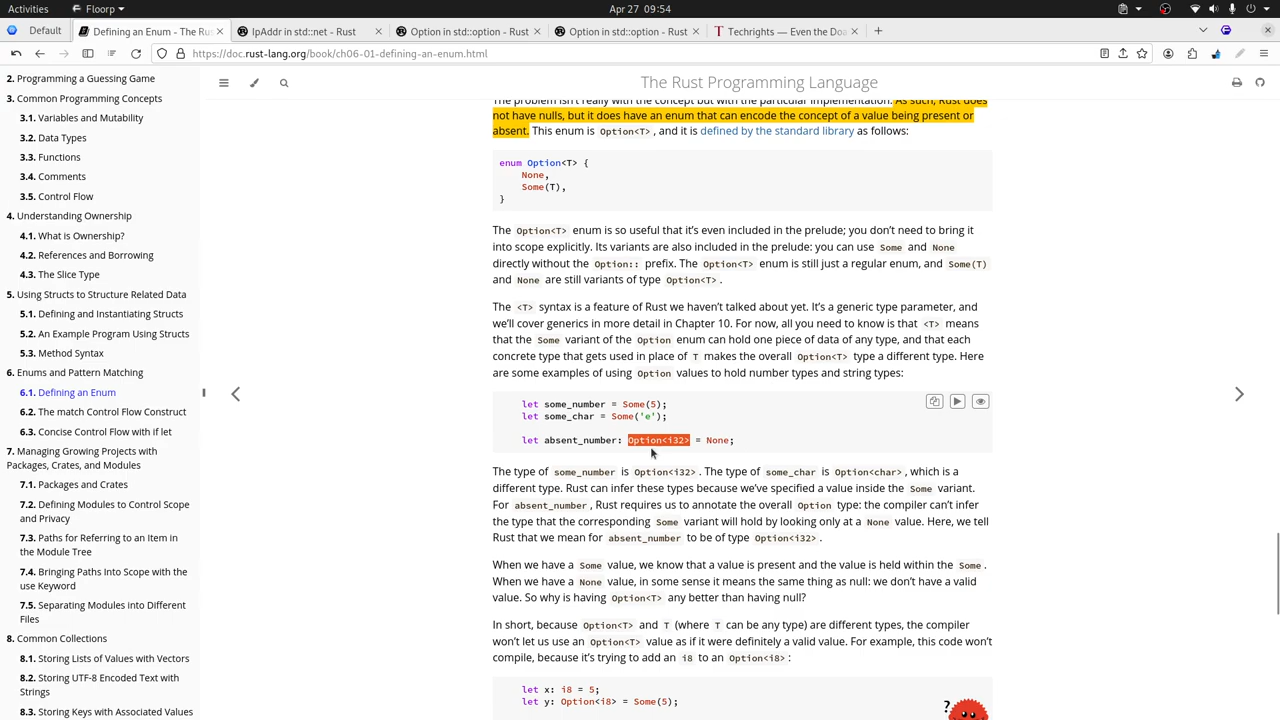 Activities
Floorp
Apr 27 09:54
Default
Defining an Enum - The Rus
IpAddr in std::net - Rust
Option in std::option - Rust
Option in std::option - Rust
Techrights — Even the Doa
https://doc.rust-lang.org/book/ch06-01-defining-an-enum.html
2. Programming a Guessing Game
3. Common Programming Concepts
3.1. Variables and Mutability
3.2. Data Types
3.3. Functions
3.4. Comments
3.5. Control Flow
4. Understanding Ownership
4.1. What is Ownership?
4.2. References and Borrowing
4.3. The Slice Type
5. Using Structs to Structure Related Data
5.1. Defining and Instantiating Structs
5.2. An Example Program Using Structs
5.3. Method Syntax
6. Enums and Pattern Matching
6.1. Defining an Enum
6.2. The match Control Flow Construct
6.3. Concise Control Flow with if let
7. Managing Growing Projects with
Packages, Crates, and Modules
7.1. Packages and Crates
7.2. Defining Modules to Control Scope
and Privacy
7.3. Paths for Referring to an Item in
the Module Tree
7.4. Bringing Paths Into Scope with the
use Keyword
7.5. Separating Modules into Different
Files
8. Common Collections
8.1. Storing Lists of Values with Vectors
8.2. Storing UTF-8 Encoded Text with
Strings
8.3. Storing Keys with Associated Values
The Rust Programming Language
The problem isn't really with the concept but with the particular implementation. As such, Rust does
not have nulls, but it does have an enum that can encode the concept of a value being present or
absent. This enum is Option<T>, and it is defined by the standard library as follows:
enum Option<T> {
None,
Some(T),
}
The Option<T> enum is so useful that it's even included in the prelude; you don't need to bring it
into scope explicitly. Its variants are also included in the prelude: you can use Some and None
directly without the Option:: prefix. The Option<T> enum is still just a regular enum, and Some(T)
and None are still variants of type Option<T>.
The <T> syntax is a feature of Rust we haven't talked about yet. It's a generic type parameter, and
we'll cover generics in more detail in Chapter 10. For now, all you need to know is that <T> means
that the Some variant of the Option enum can hold one piece of data of any type, and that each
concrete type that gets used in place of T makes the overall Option<T> type a different type. Here
are some examples of using Option values to hold number types and string types:
let some_number = Some(5);
let some_char = Some('e');
let absent_number: Option<i32> = None;
The type of some_number is Option<i32>. The type of some_char is Option<char>, which is a
different type. Rust can infer these types because we've specified a value inside the Some variant.
For absent_number, Rust requires us to annotate the overall Option type: the compiler can't infer
the type that the corresponding Some variant will hold by looking only at a None value. Here, we tell
Rust that we mean for absent_number to be of type Option<i32>.
When we have a Some value, we know that a value is present and the value is held within the Some.
When we have a None value, in some sense it means the same thing as null: we don't have a valid
value. So why is having Option<T> any better than having null?
In short, because Option<T> and T (where T can be any type) are different types, the compiler
won't let us use an Option<T> value as if it were definitely a valid value. For example, this code won't
compile, because it's trying to add an i8 to an Option<i8>:
let x: i8 = 5;
let y: Option<i8> = Some(5);
?